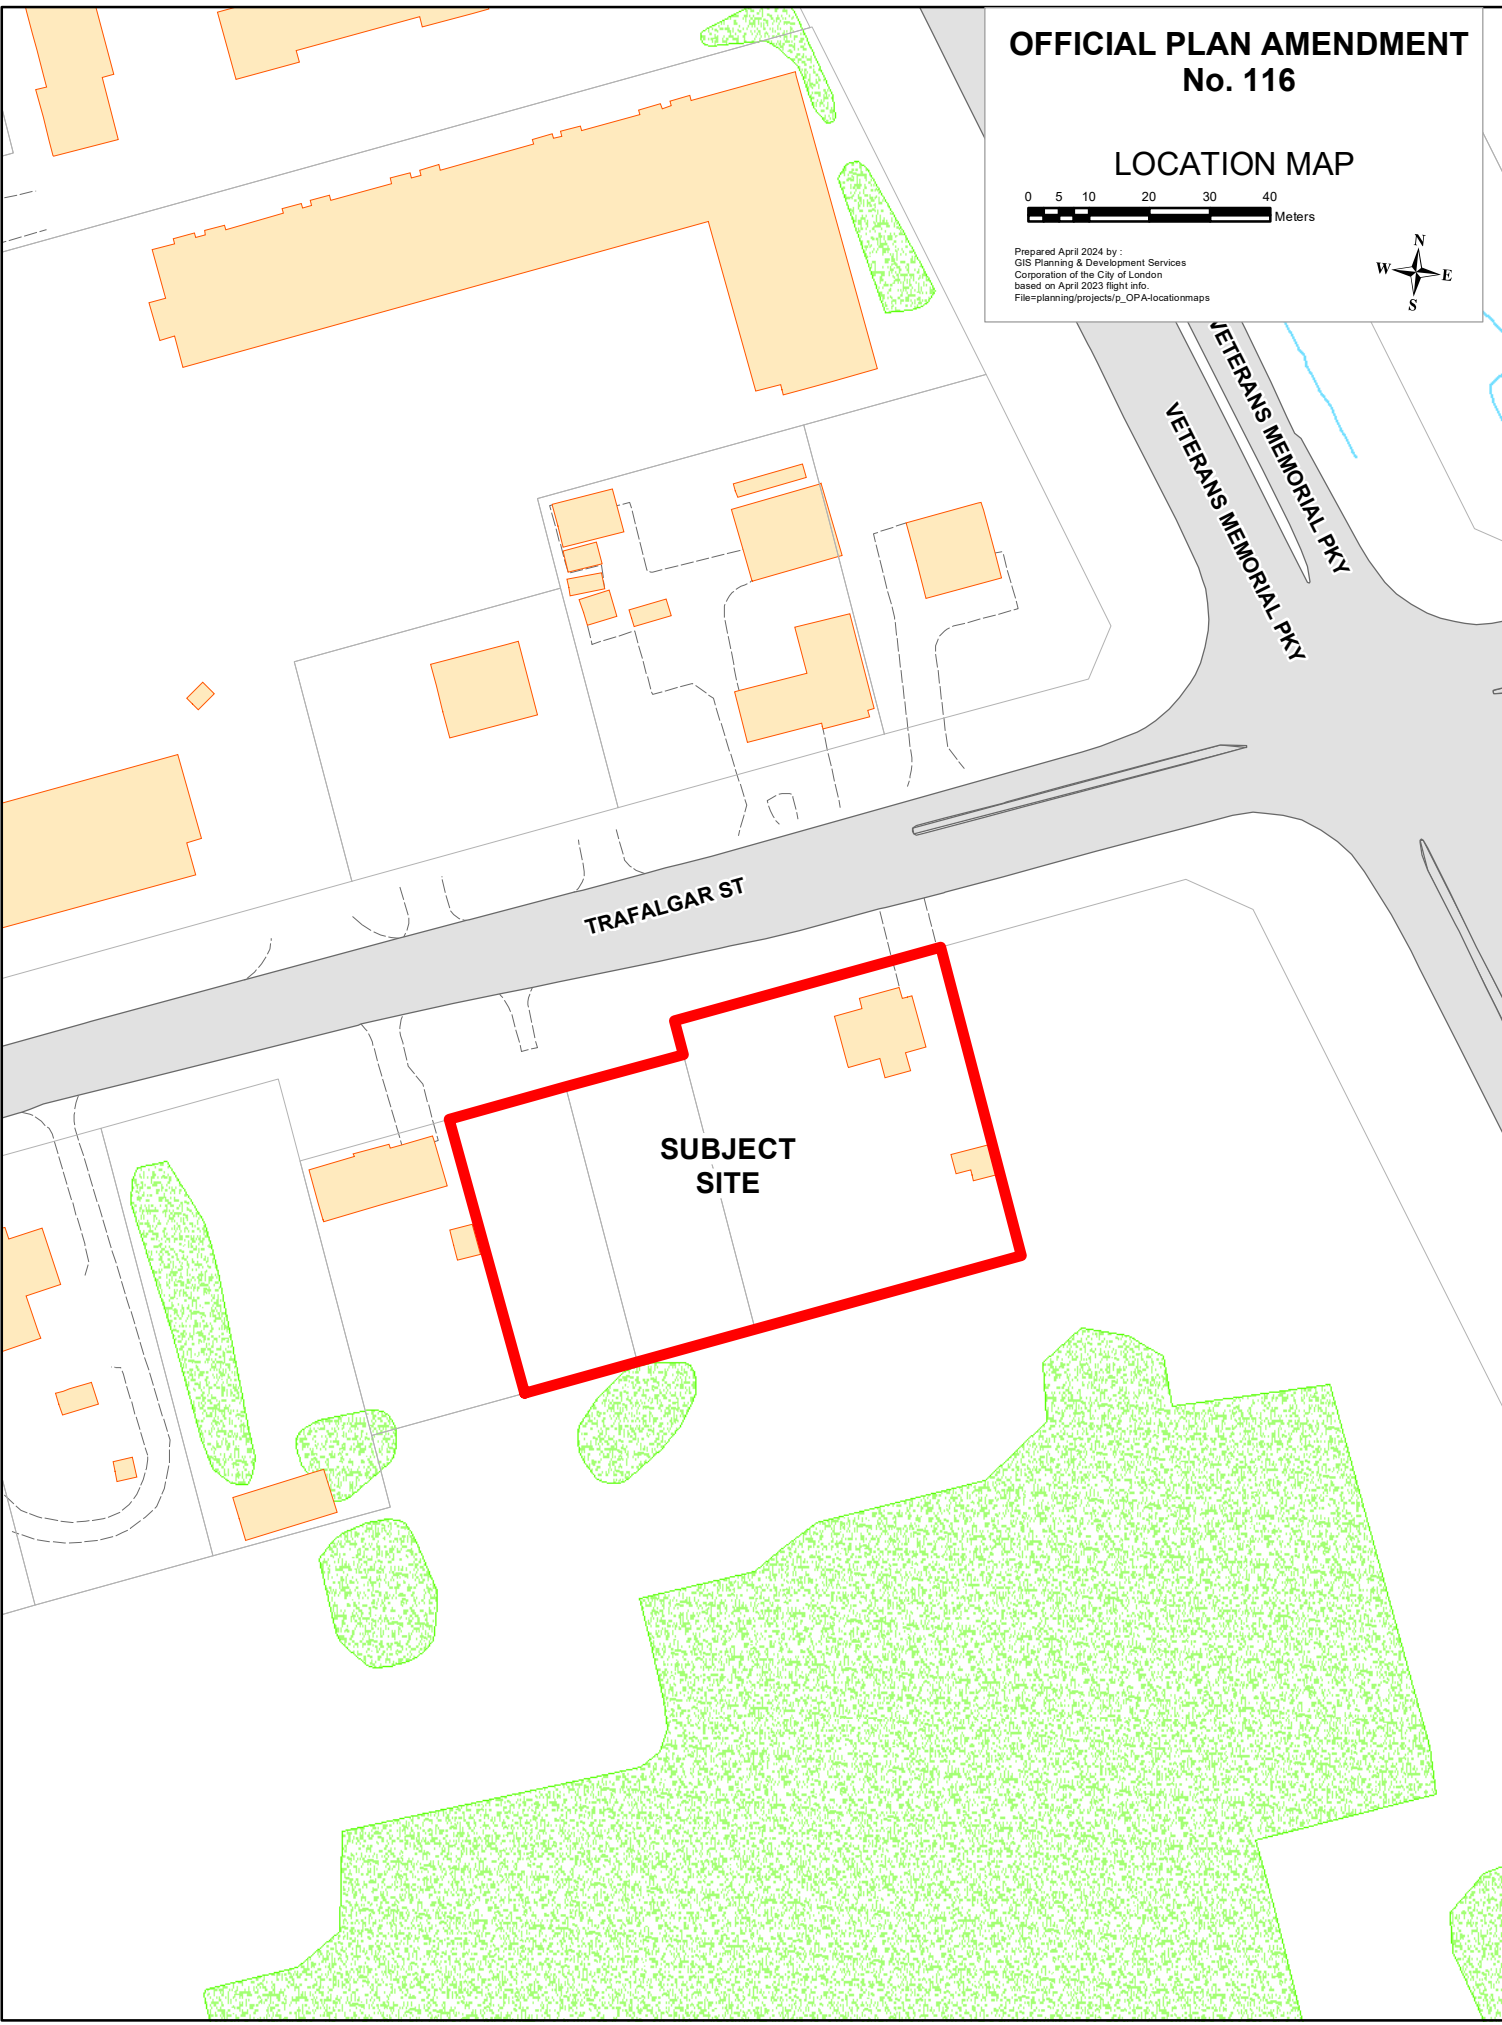 OFFICIAL PLAN AMENDMENT
No. 116
LOCATION MAP
0 5 10 20 30 40
Meters
Prepared April 2024 by :
GIS Planning & Development Services
Corporation of the City of London
based on April 2023 flight info.
File=planning/projects/p_OPA-locationmaps
N
W E
S
VETERANS MEMORIAL PKY
VETERANS MEMORIAL PKY
TRAFALGAR ST
SUBJECT
SITE